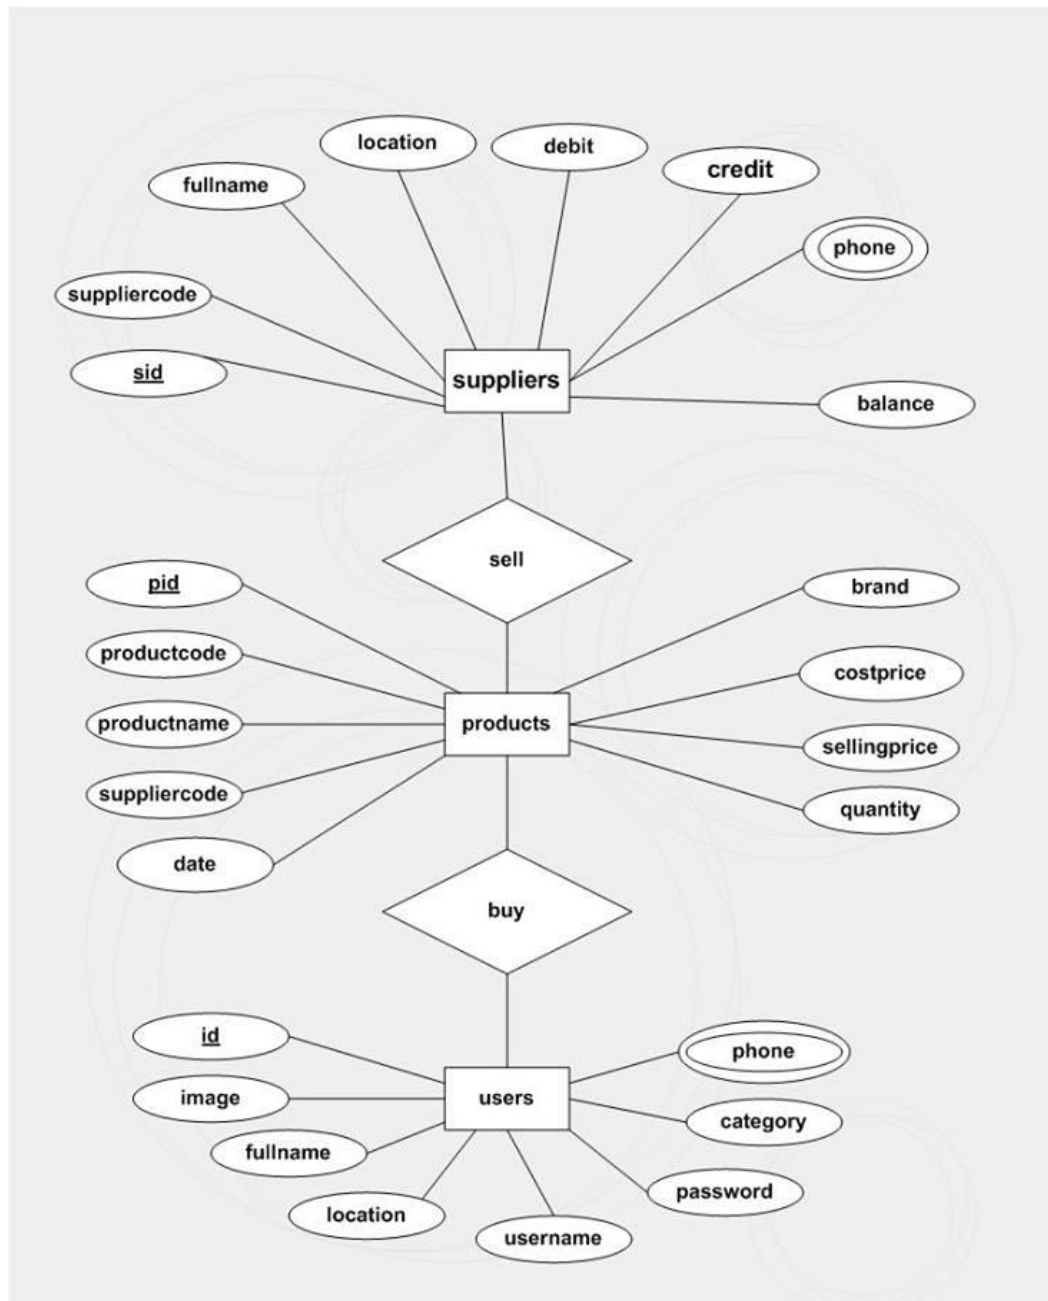 location
debit
credit
fullname
phone
suppliercode
sid
suppliers
balance
sell
pid
brand
productcode
costprice
productname
products
sellingprice
suppliercode
quantity
date
buy
id
phone
image
users
category
fullname
password
location
username